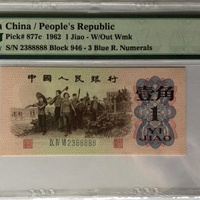 China / People's Republic
Pick# 877c 1962 1 Jiao - W/Out Wmk
S/N 2388888 Block 946 - 3 Blue R. Numerals
中国人民银行
壹角
1
YI
JIAO
2388888